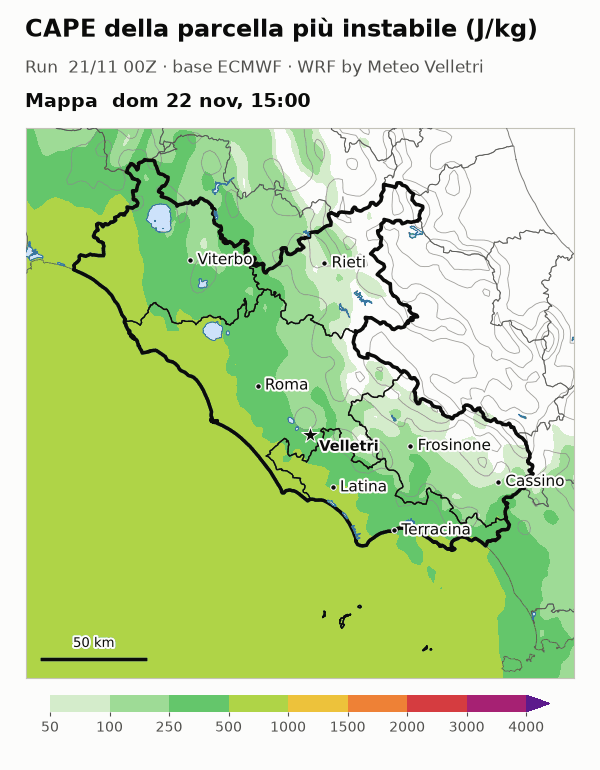 CAPE della parcella più instabile (J/kg)
Run  21/11 00Z · base ECMWF · WRF by Meteo Velletri
Mappa  dom 22 nov, 15:00
Viterbo
Rieti
Roma
Velletri
Frosinone
Cassino
Latina
Terracina
50 km
50 100 250 500 1000 1500 2000 3000 4000